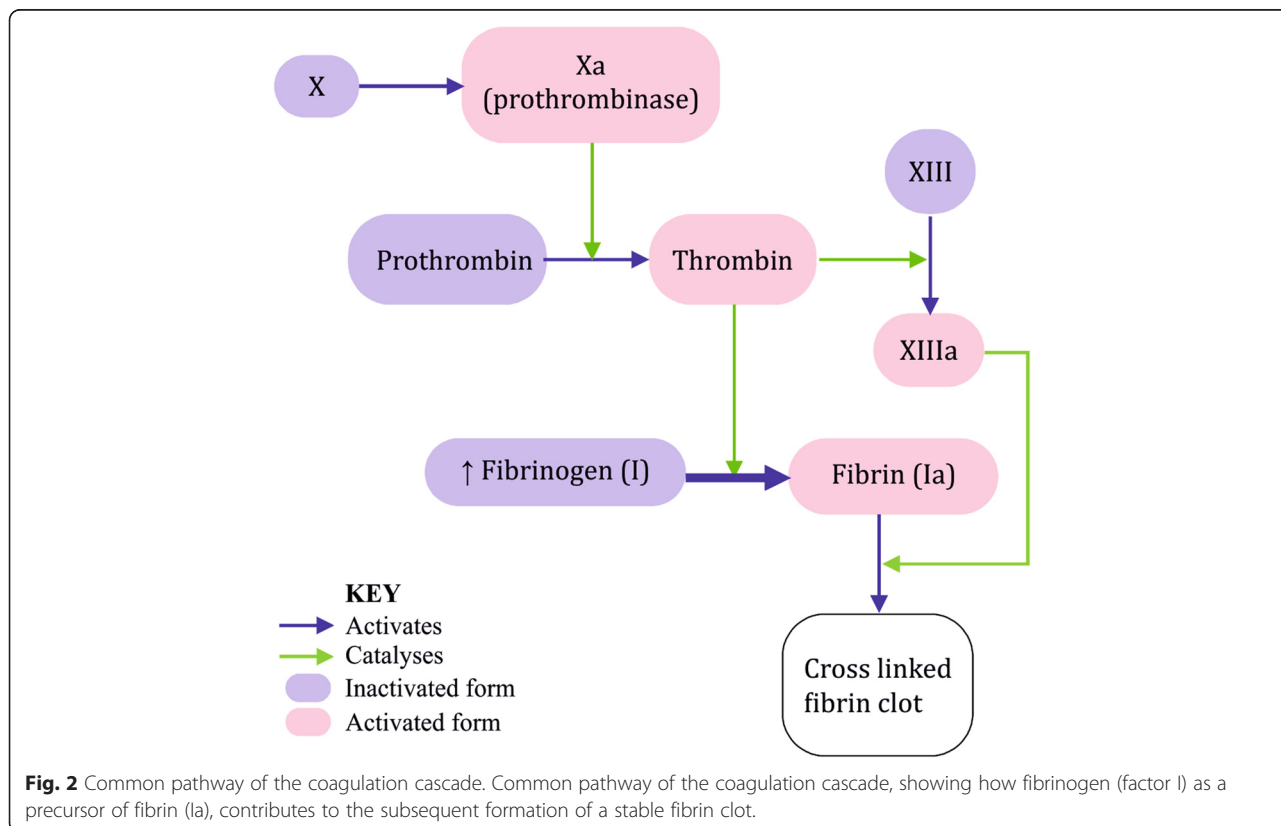 X
Xa
(prothrombinase)
XIII
Prothrombin
Thrombin
XIIIa
↑ Fibrinogen (I)
Fibrin (Ia)
KEY
Activates
Catalyses
Inactivated form
Activated form
Cross linked
fibrin clot
Fig. 2 Common pathway of the coagulation cascade. Common pathway of the coagulation cascade, showing how fibrinogen (factor I) as a
precursor of fibrin (Ia), contributes to the subsequent formation of a stable fibrin clot.